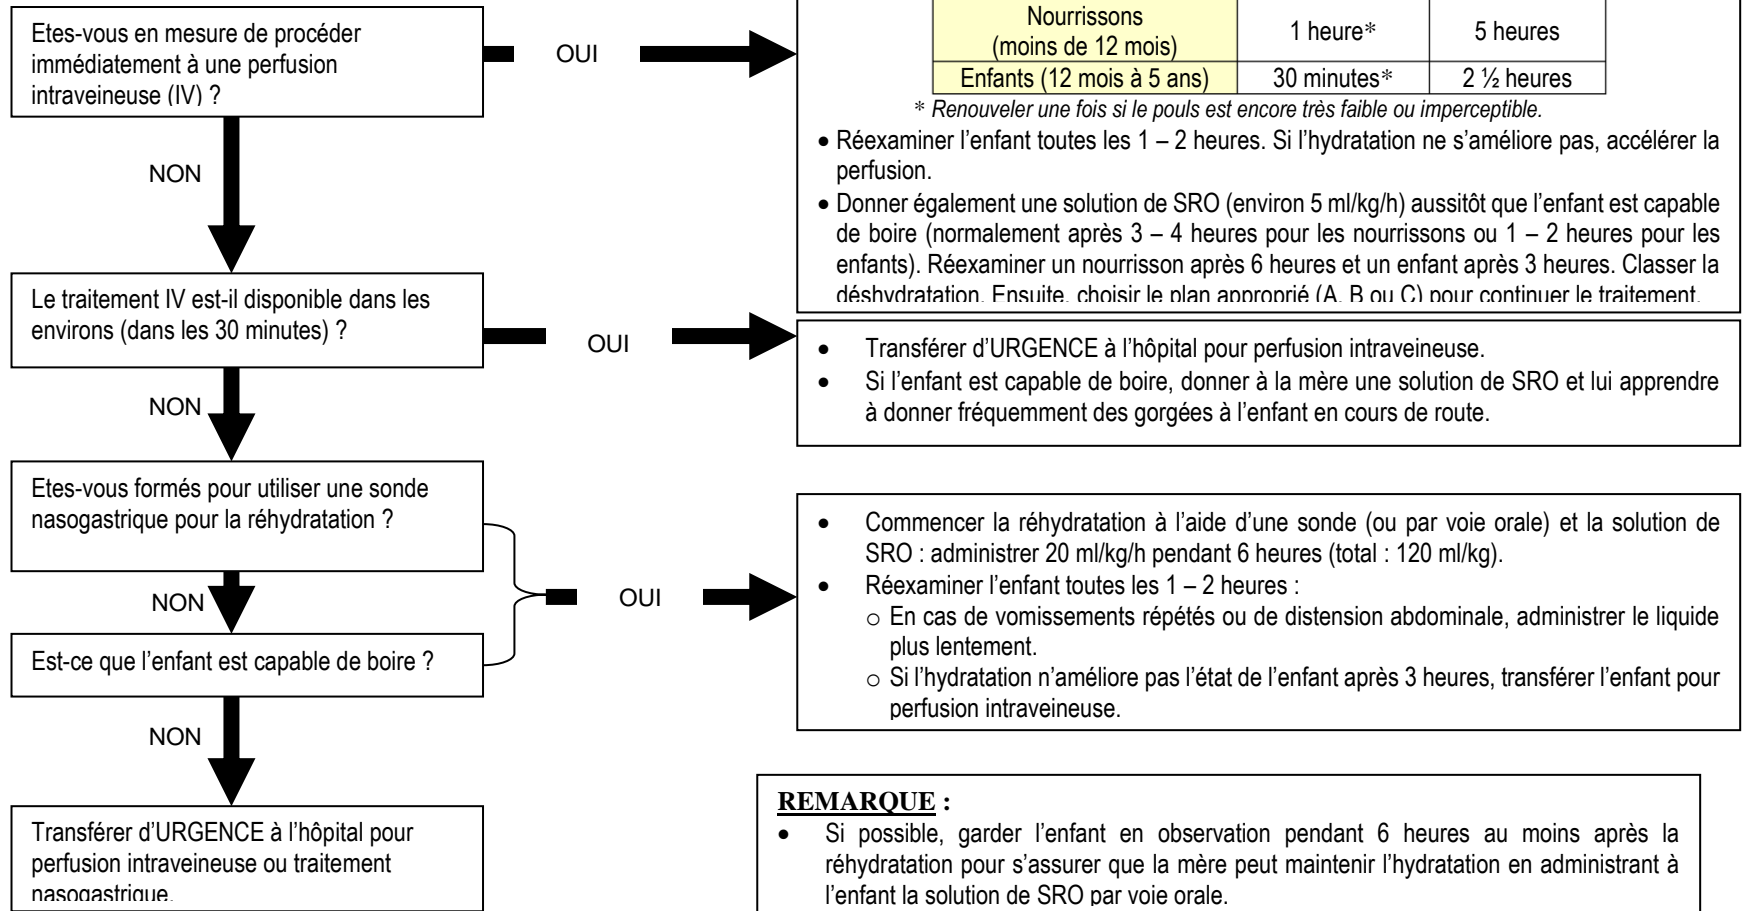 Etes-vous en mesure de procéder
immédiatement à une perfusion
intraveineuse (IV) ?
OUI
Nourrissons
(moins de 12 mois)
1 heure*
5 heures
Enfants (12 mois à 5 ans)
30 minutes*
2 ½ heures
* Renouveler une fois si le pouls est encore très faible ou imperceptible.
• Réexaminer l’enfant toutes les 1 – 2 heures. Si l’hydratation ne s’améliore pas, accélérer la
perfusion.
• Donner également une solution de SRO (environ 5 ml/kg/h) aussitôt que l’enfant est capable
de boire (normalement après 3 – 4 heures pour les nourrissons ou 1 – 2 heures pour les
enfants). Réexaminer un nourrisson après 6 heures et un enfant après 3 heures. Classer la
déshydratation. Ensuite, choisir le plan approprié (A, B ou C) pour continuer le traitement.
NON
Le traitement IV est-il disponible dans les
environs (dans les 30 minutes) ?
OUI
• Transférer d’URGENCE à l’hôpital pour perfusion intraveineuse.
• Si l’enfant est capable de boire, donner à la mère une solution de SRO et lui apprendre
à donner fréquemment des gorgées à l’enfant en cours de route.
NON
Etes-vous formés pour utiliser une sonde
nasogastrique pour la réhydratation ?
NON
Est-ce que l’enfant est capable de boire ?
OUI
• Commencer la réhydratation à l’aide d’une sonde (ou par voie orale) et la solution de
SRO : administrer 20 ml/kg/h pendant 6 heures (total : 120 ml/kg).
• Réexaminer l’enfant toutes les 1 – 2 heures :
o En cas de vomissements répétés ou de distension abdominale, administrer le liquide
plus lentement.
o Si l’hydratation n’améliore pas l’état de l’enfant après 3 heures, transférer l’enfant pour
perfusion intraveineuse.
NON
Transférer d’URGENCE à l’hôpital pour
perfusion intraveineuse ou traitement
nasogastrique.
REMARQUE :
• Si possible, garder l’enfant en observation pendant 6 heures au moins après la
réhydratation pour s’assurer que la mère peut maintenir l’hydratation en administrant à
l’enfant la solution de SRO par voie orale.